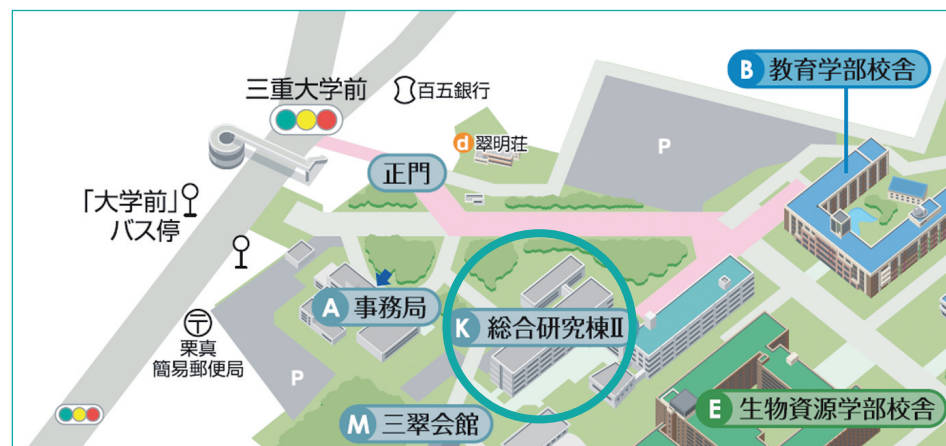 三重大学前
百五銀行
d 翠明荘
B 教育学部校舎
P
正門
「大学前」
バス停
A 事務局
K 総合研究棟Ⅱ
〒
栗真
簡易郵便局
P
M 三翠会館
E 生物資源学部校舎